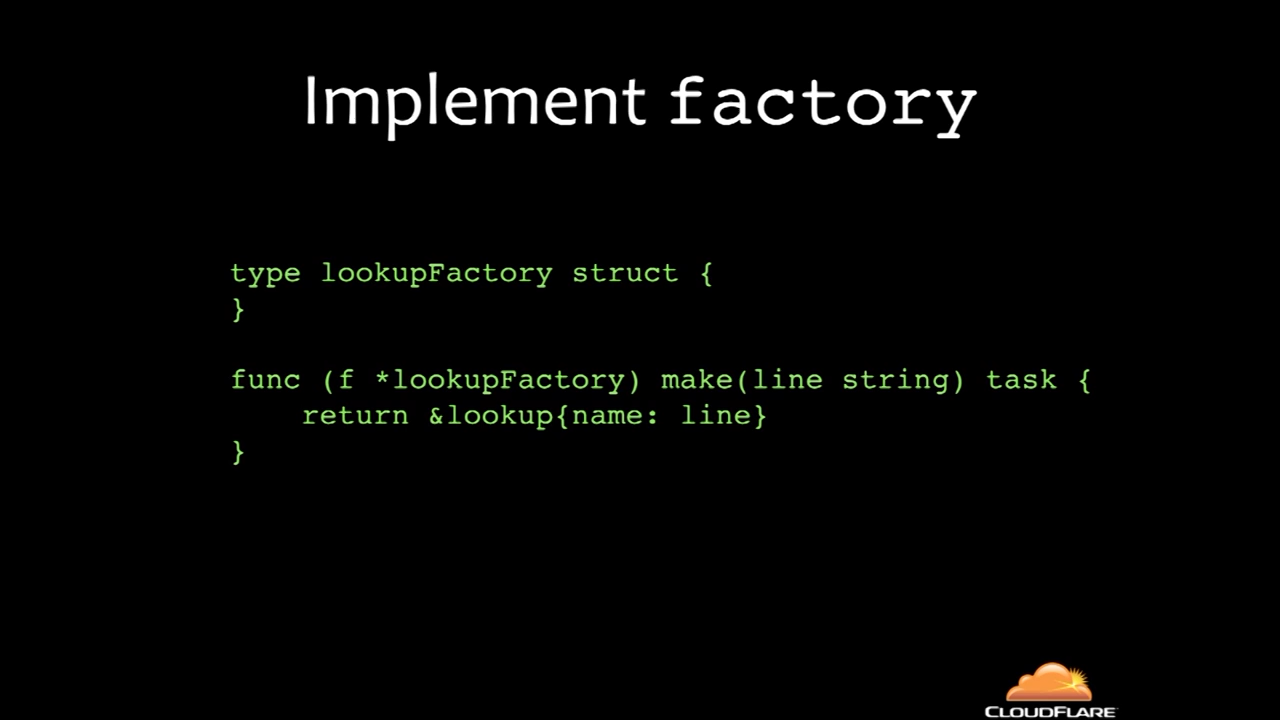 Implement factory
type lookupFactory struct {
}
func (f *lookupFactory) make(line string) task {
    return &lookup{name: line}
}
CLOUDFLARE